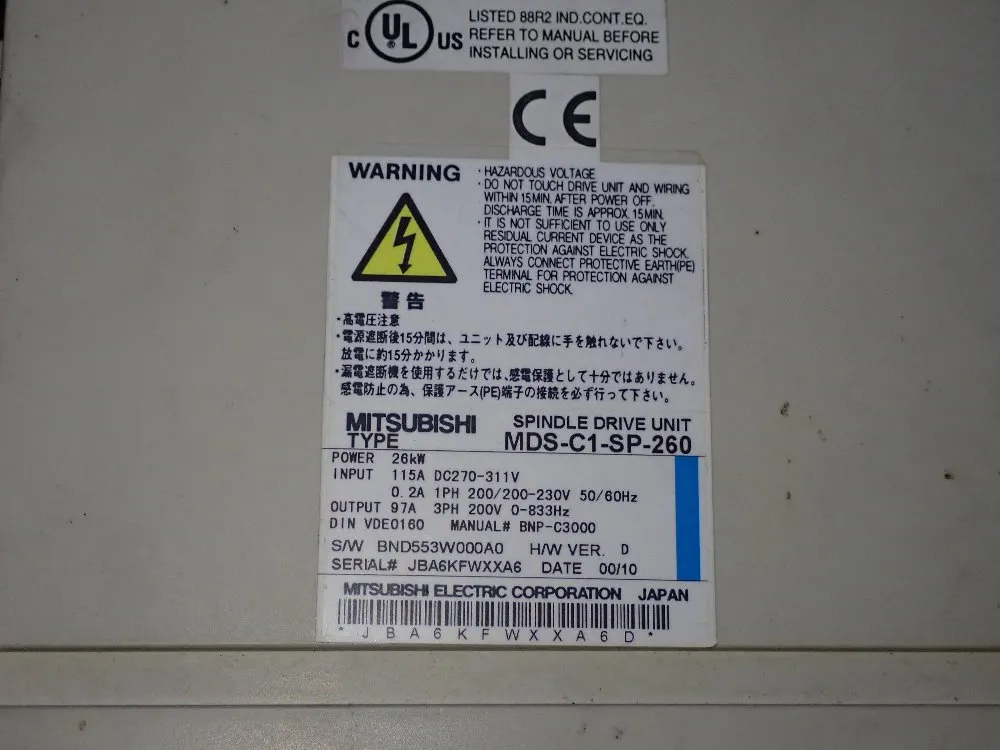 LISTED 88R2 IND.CONT.EQ.
C UL US REFER TO MANUAL BEFORE
INSTALLING OR SERVICING
CE
WARNING
・HAZARDOUS VOLTAGE
・DO NOT TOUCH DRIVE UNIT AND WIRING
WITHIN 15MIN. AFTER POWER OFF.
DISCHARGE TIME IS APPROX. 15MIN.
・IT IS NOT SUFFICIENT TO USE ONLY
RESIDUAL CURRENT DEVICE AS THE
PROTECTION AGAINST ELECTRIC SHOCK.
ALWAYS CONNECT PROTECTIVE EARTH(PE)
TERMINAL FOR PROTECTION AGAINST
ELECTRIC SHOCK.
警告
・高電圧注意
・電源遮断後15分間は、ユニット及び配線に手を触れないで下さい。
放電に約15分かかります。
・漏電遮断機を使用するだけでは、感電保護として十分ではありません。
感電防止の為、保護アース(PE)端子の接続を必ず行って下さい。
MITSUBISHI SPINDLE DRIVE UNIT
TYPE MDS-C1-SP-260
POWER 26kW
INPUT 115A DC270-311V
0.2A 1PH 200/200-230V 50/60Hz
OUTPUT 97A 3PH 200V 0-833Hz
DIN VDE0160 MANUAL# BNP-C3000
S/W BND553W000A0 H/W VER. D
SERIAL# JBA6KFWXXA6 DATE 00/10
MITSUBISHI ELECTRIC CORPORATION JAPAN
*JBA6KFWXXA6D*